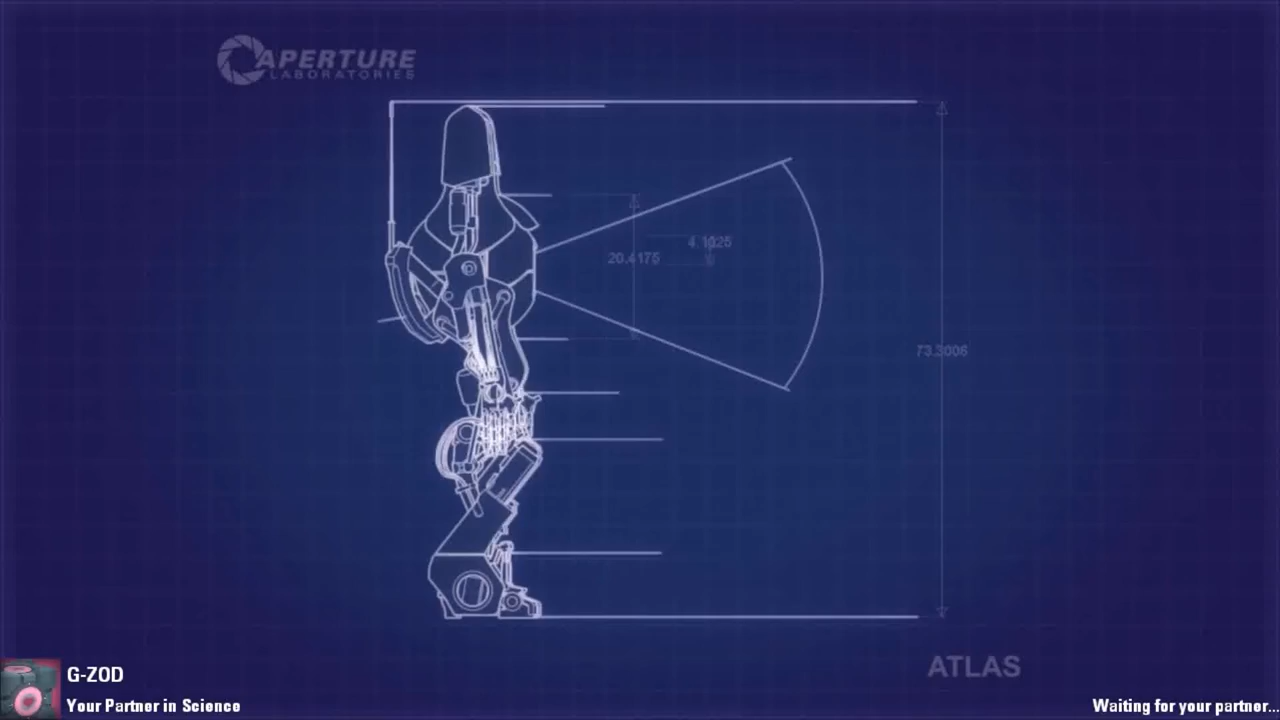 APERTURE
LABORATORIES
4.1025
20.4175
73.3006
ATLAS
G-ZOD
Your Partner in Science
Waiting for your partner...